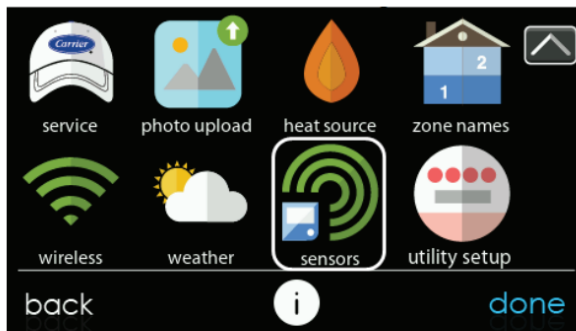 Carrier
service photo upload heat source zone names
2
1
wireless weather sensors utility setup
back i done